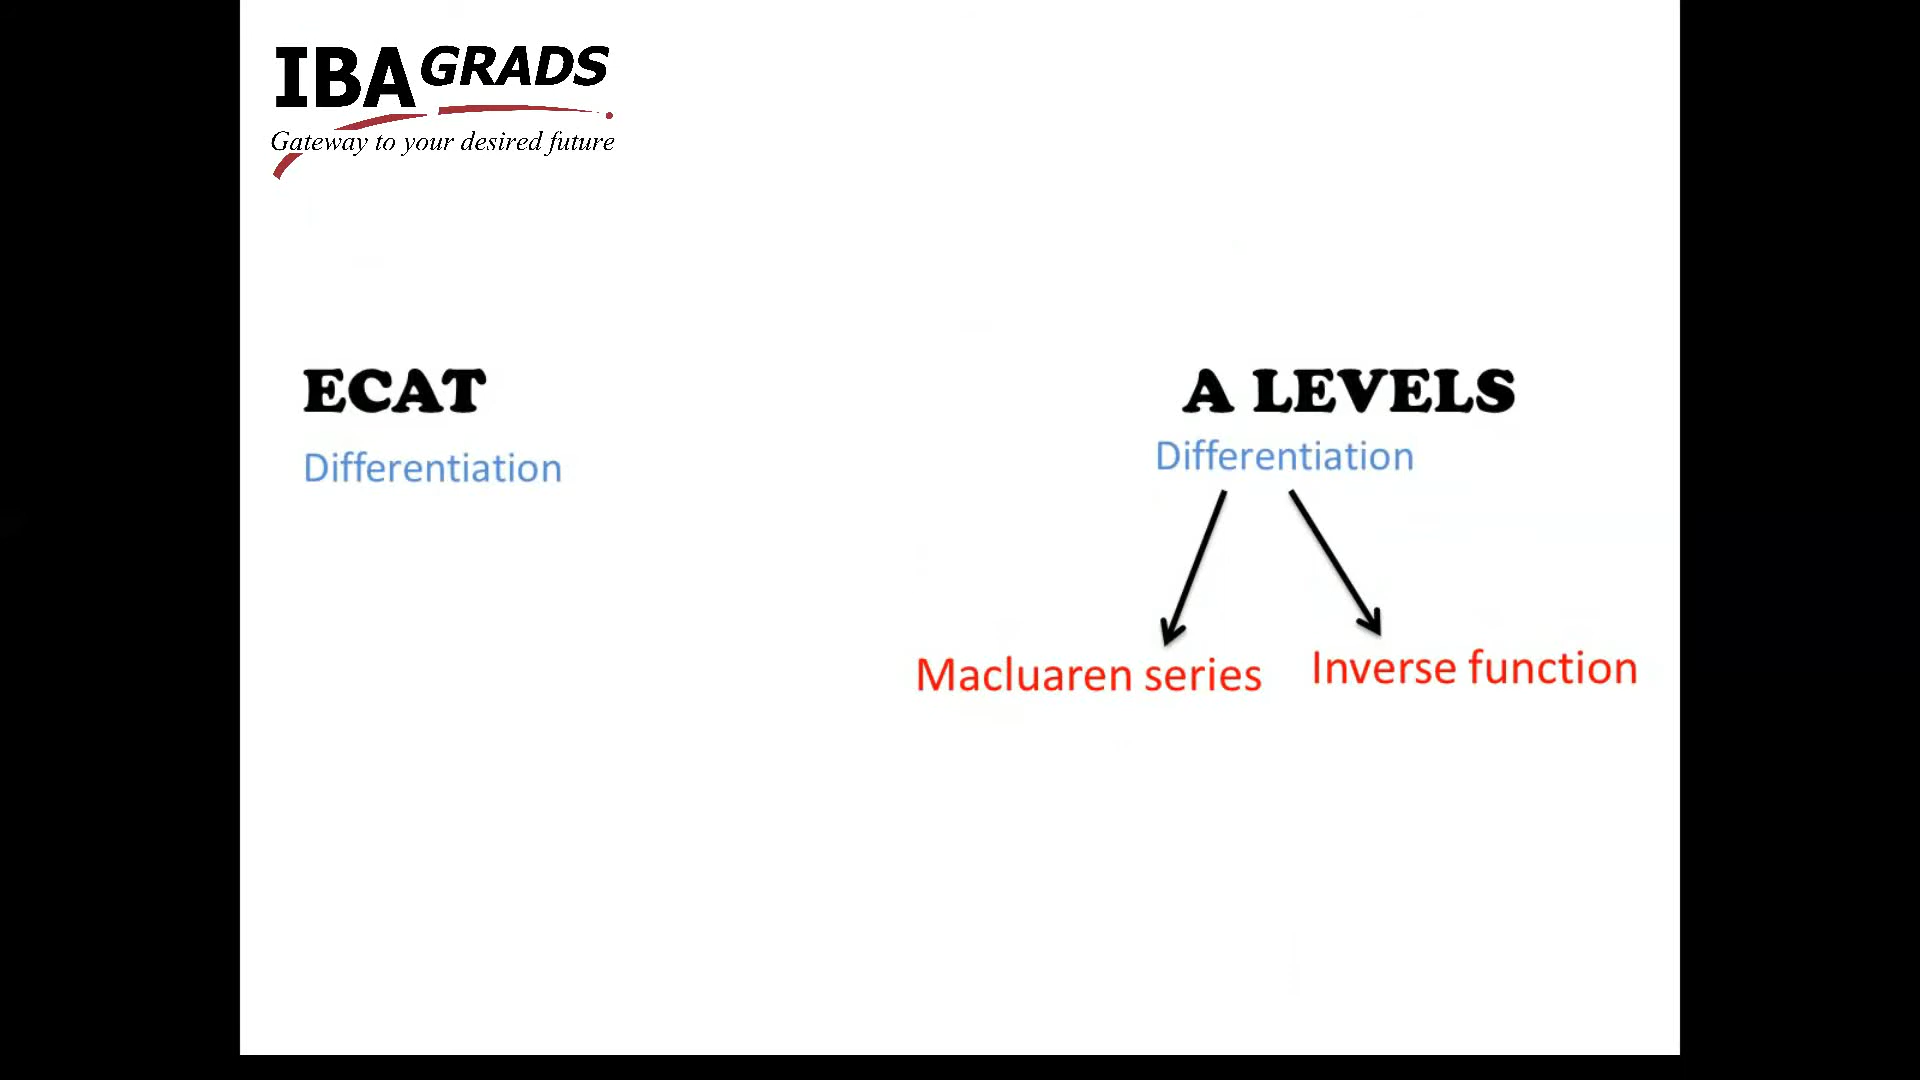 IBA GRADS
Gateway to your desired future
ECAT
Differentiation
A LEVELS
Differentiation
Macluaren series
Inverse function